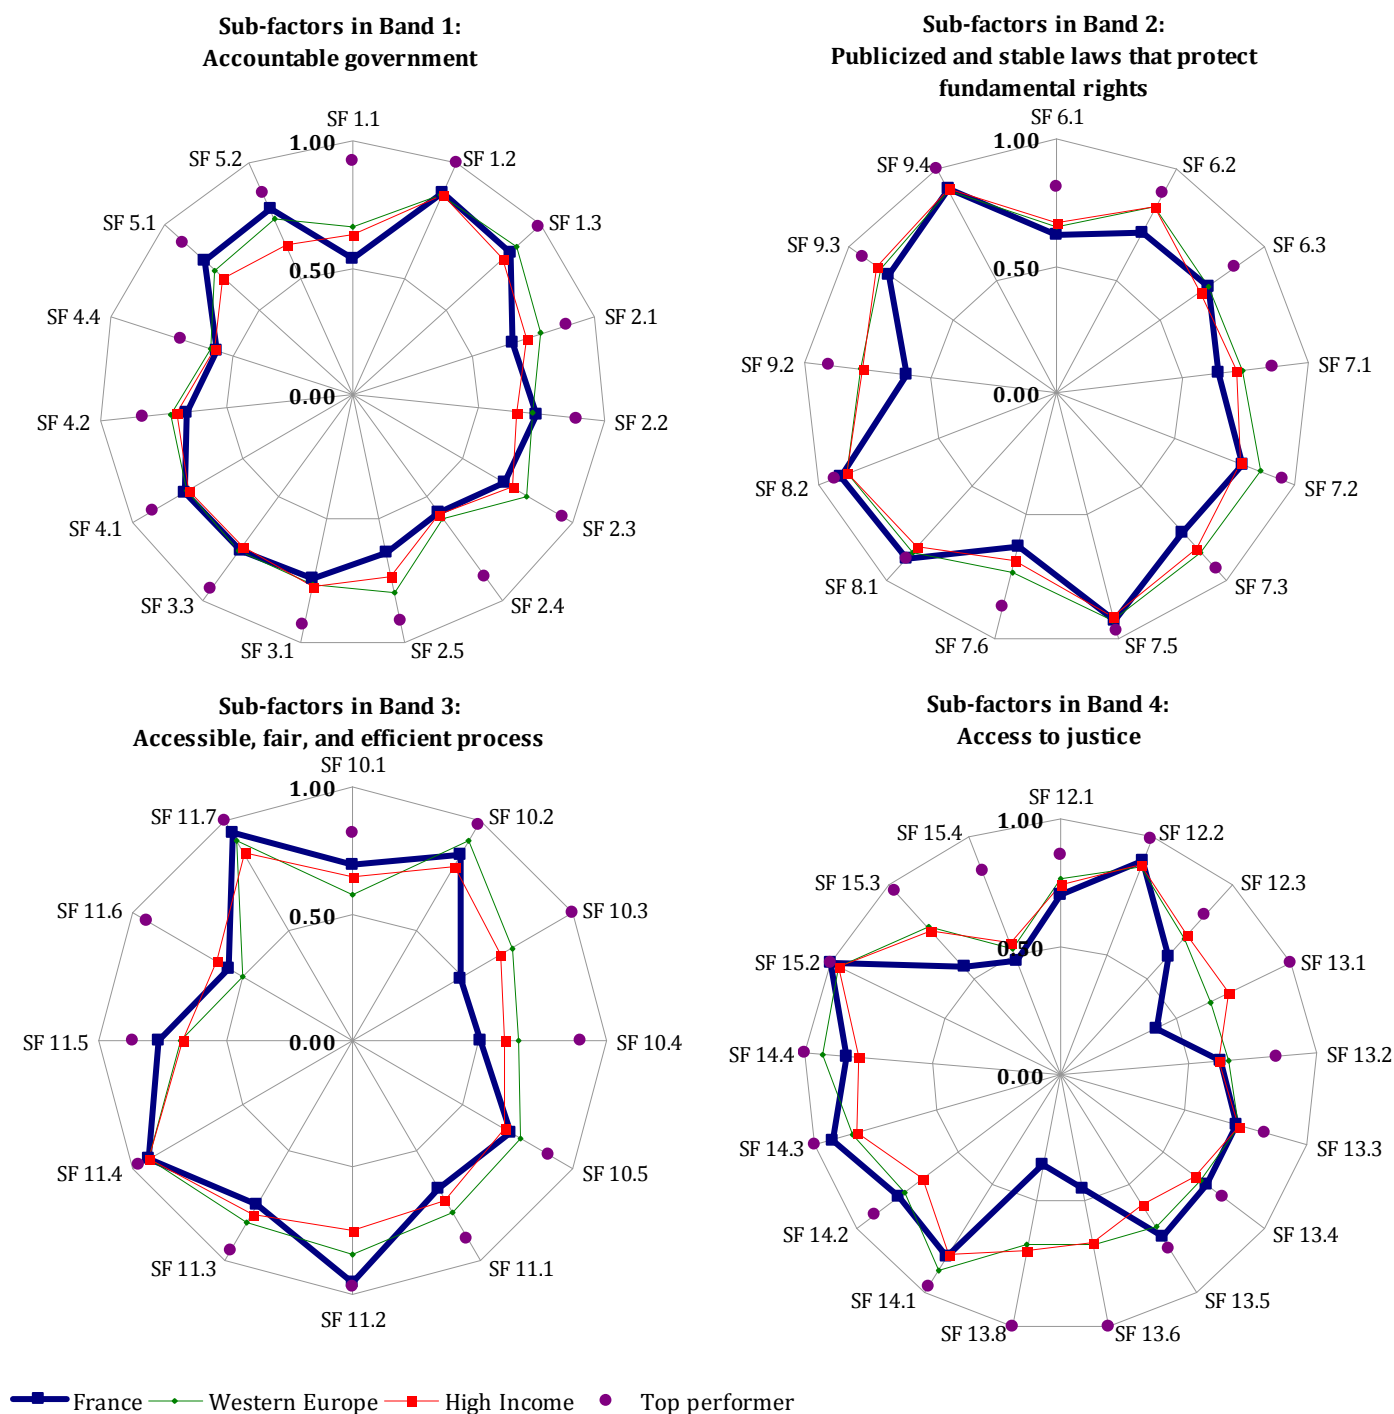 Sub-factors in Band 1:
Accountable government
SF 1.1
1.00
SF 1.2
SF 1.3
SF 2.1
SF 2.2
SF 2.3
SF 2.4
SF 2.5
SF 3.1
SF 3.3
SF 4.1
SF 4.2
SF 4.4
SF 5.1
SF 5.2
0.50
0.00
Sub-factors in Band 2:
Publicized and stable laws that protect
fundamental rights
SF 6.1
1.00
SF 6.2
SF 6.3
SF 7.1
SF 7.2
SF 7.3
SF 7.5
SF 7.6
SF 8.1
SF 8.2
SF 9.2
SF 9.3
SF 9.4
0.50
0.00
Sub-factors in Band 3:
Accessible, fair, and efficient process
SF 10.1
1.00
SF 10.2
SF 10.3
SF 10.4
SF 10.5
SF 11.1
SF 11.2
SF 11.3
SF 11.4
SF 11.5
SF 11.6
SF 11.7
0.50
0.00
Sub-factors in Band 4:
Access to justice
SF 12.1
1.00
SF 12.2
SF 12.3
SF 13.1
SF 13.2
SF 13.3
SF 13.4
SF 13.5
SF 13.6
SF 13.8
SF 14.1
SF 14.2
SF 14.3
SF 14.4
SF 15.2
SF 15.3
SF 15.4
0.50
0.00
France Western Europe High Income Top performer